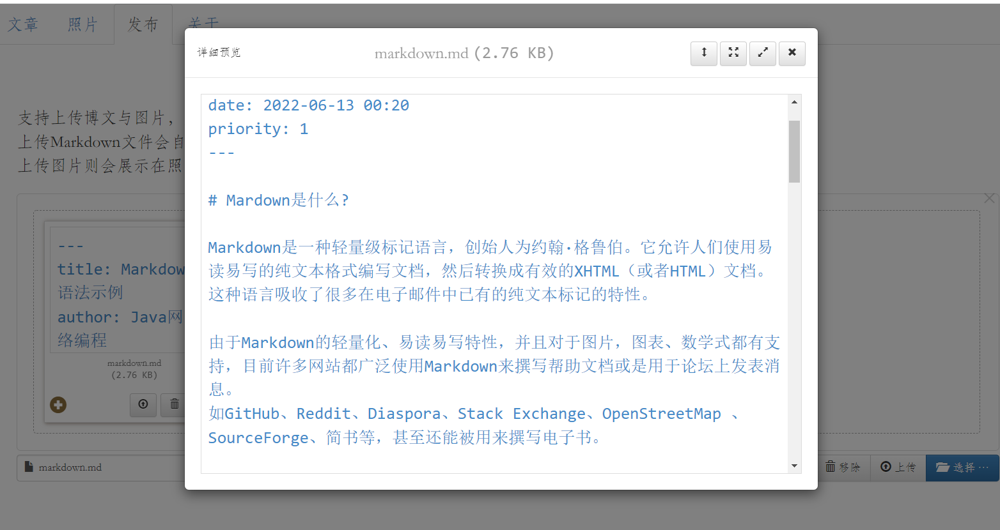 文章
照片
发布
关于
支持上传博文与图片，
上传Markdown文件会自
上传图片则会展示在照
---
title: Markdow
语法示例
author: Java网
络编程
markdown.md
(2.76 KB)
markdown.md
移除
上传
选择 ...
详细预览
markdown.md (2.76 KB)
date: 2022-06-13 00:20
priority: 1
---
# Mardown是什么?
Markdown是一种轻量级标记语言，创始人为约翰·格鲁伯。它允许人们使用易
读易写的纯文本格式编写文档，然后转换成有效的XHTML（或者HTML）文档。
这种语言吸收了很多在电子邮件中已有的纯文本标记的特性。
由于Markdown的轻量化、易读易写特性，并且对于图片，图表、数学式都有支
持，目前许多网站都广泛使用Markdown来撰写帮助文档或是用于论坛上发表消
息。
如GitHub、Reddit、Diaspora、Stack Exchange、OpenStreetMap 、
SourceForge、简书等，甚至还能被用来撰写电子书。